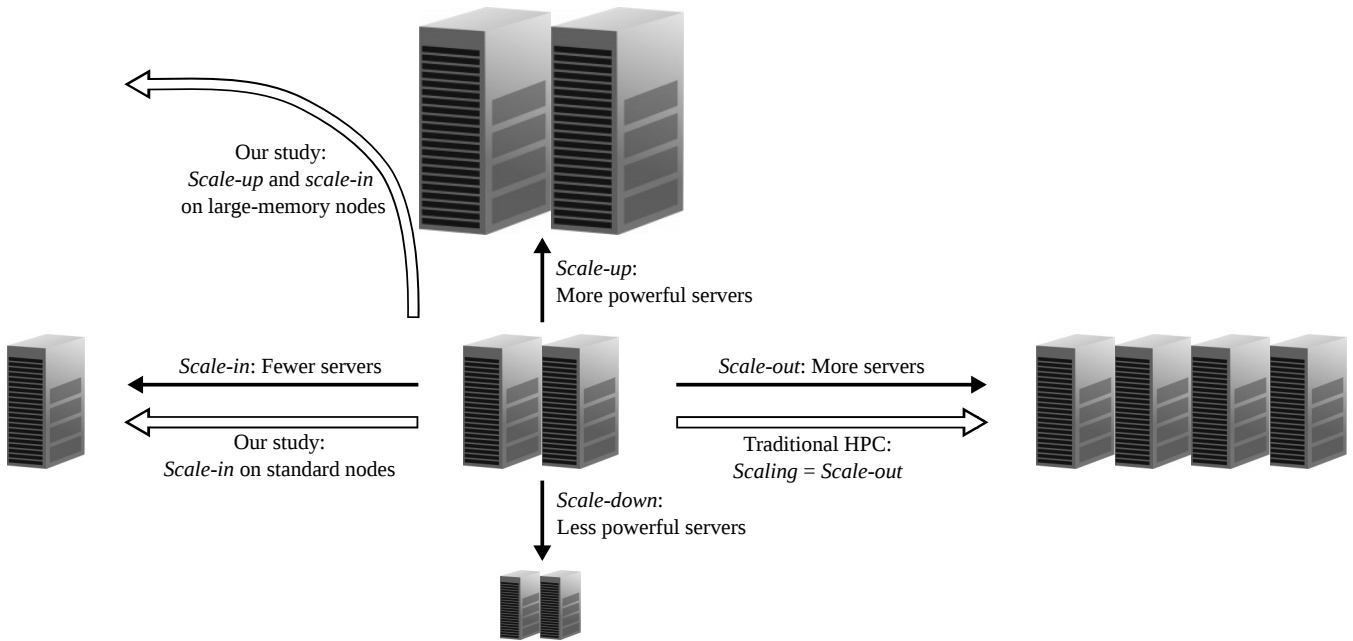 Our study:
Scale-up and scale-in
on large-memory nodes
Scale-up:
More powerful servers
Scale-in: Fewer servers
Scale-out: More servers
Our study:
Scale-in on standard nodes
Traditional HPC:
Scaling = Scale-out
Scale-down:
Less powerful servers